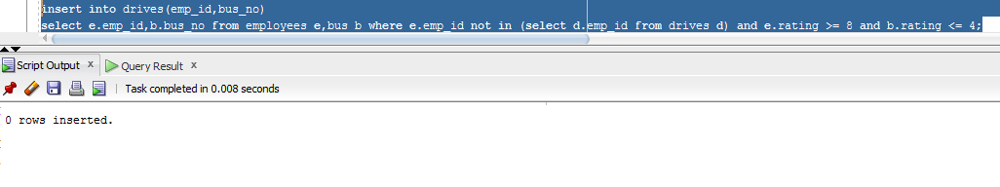 insert into drives(emp_id,bus_no)
select e.emp_id,b.bus_no from employees e,bus b where e.emp_id not in (select d.emp_id from drives d) and e.rating >= 8 and b.rating <= 4;
Script Output x Query Result x
Task completed in 0.008 seconds
0 rows inserted.